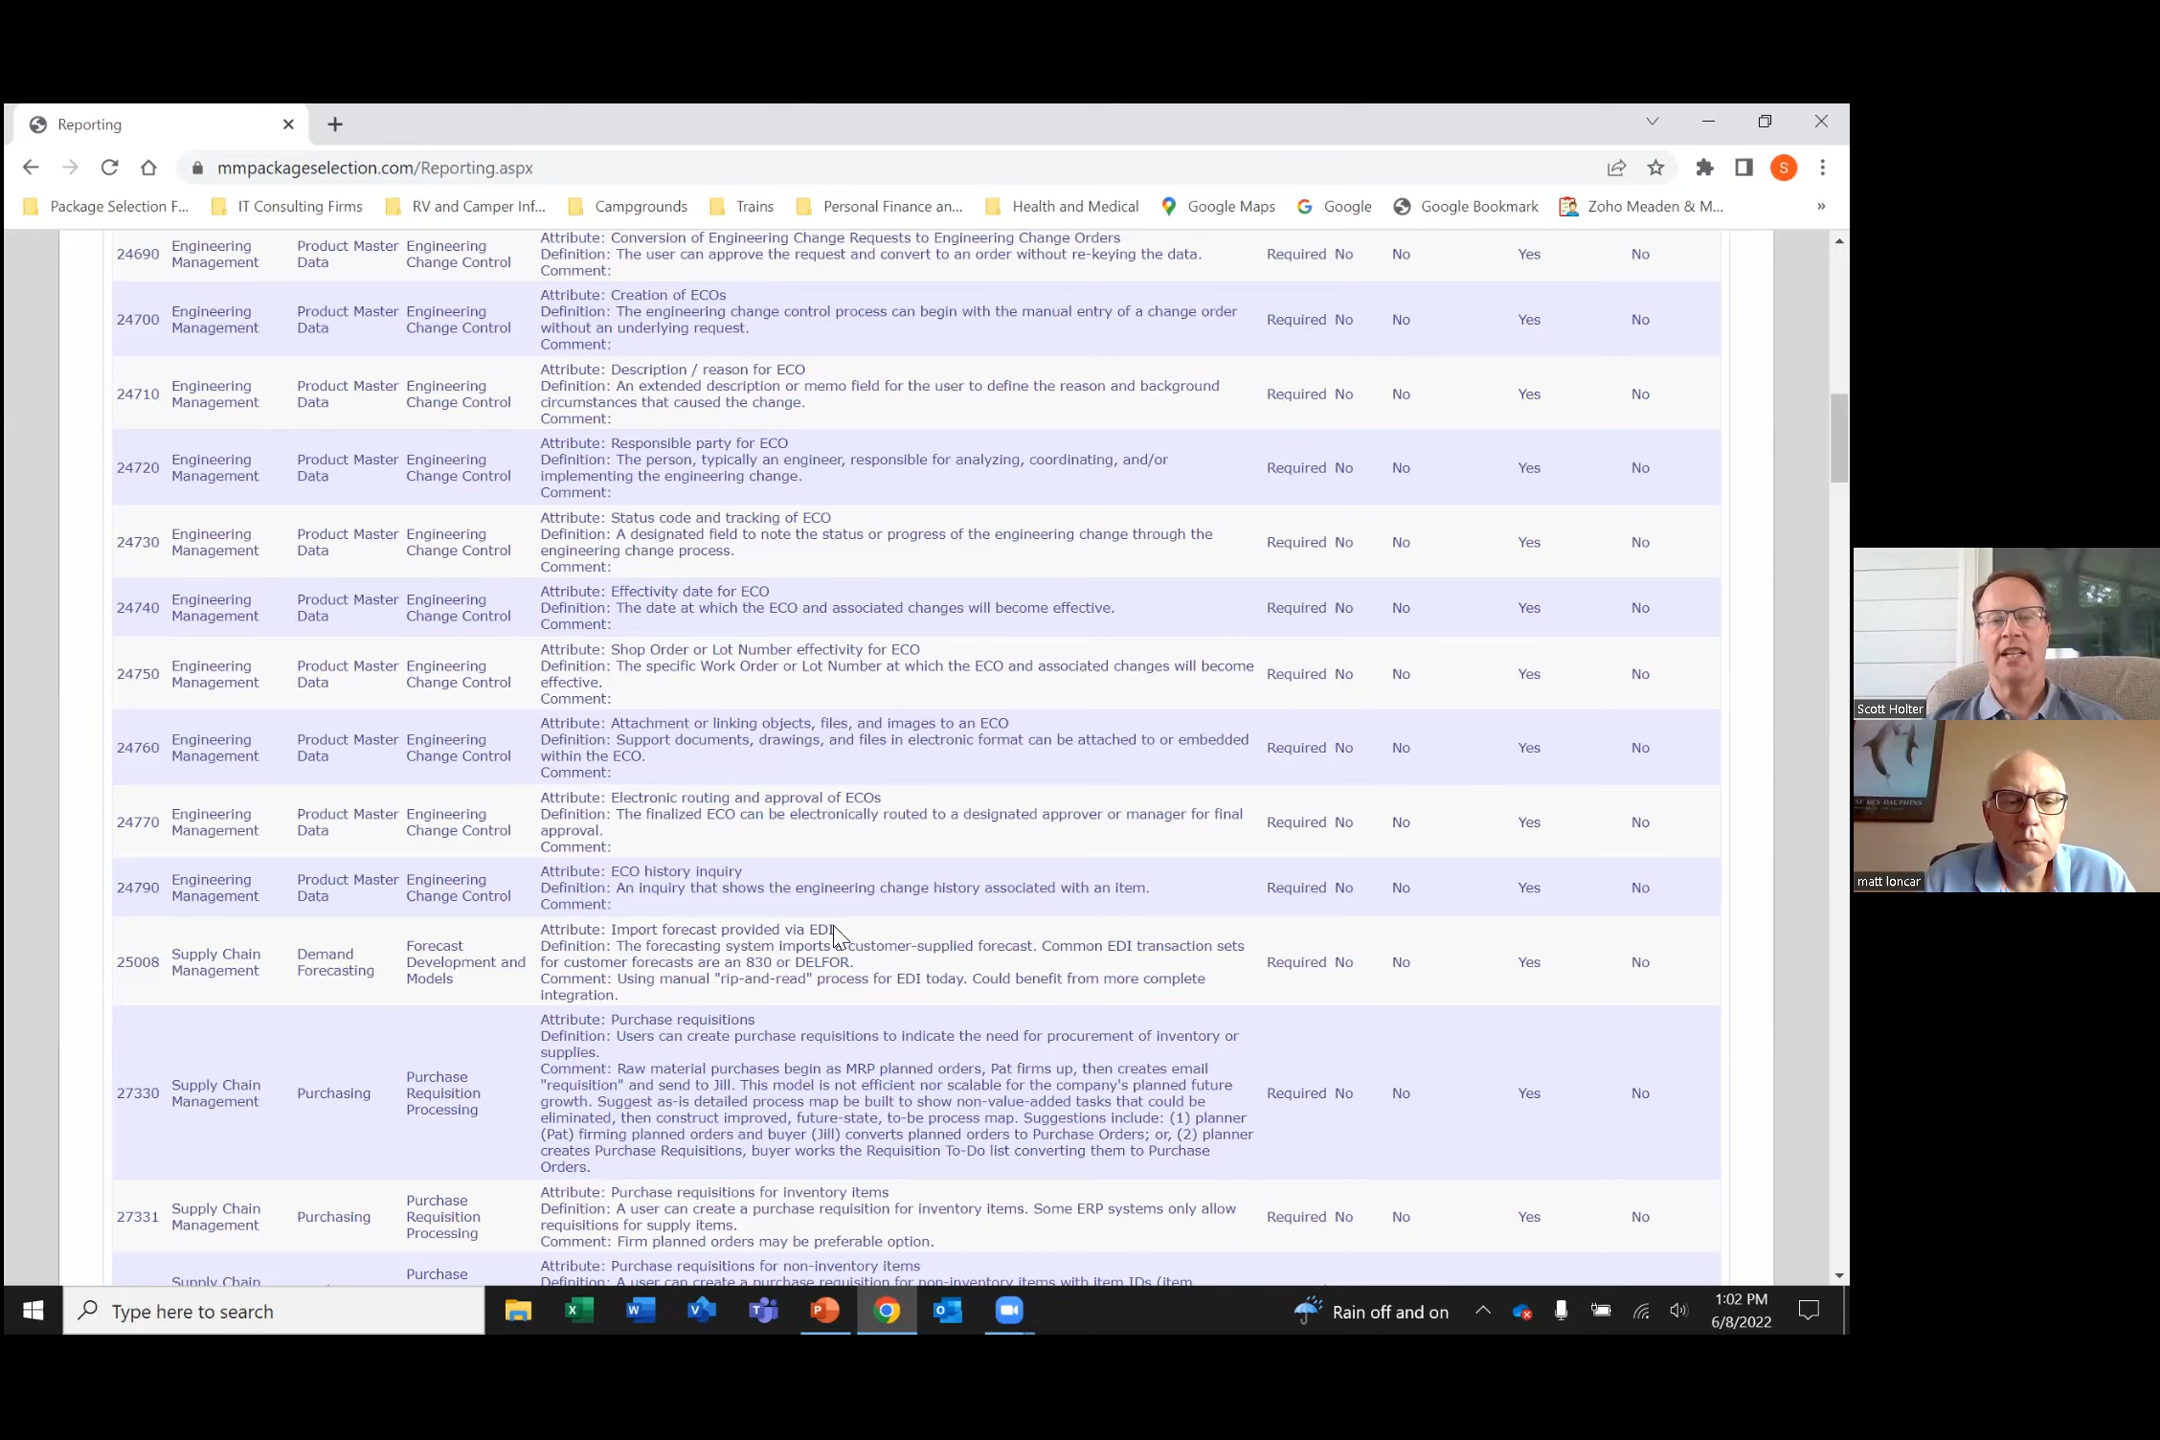 Reporting
mmpackageselection.com/Reporting.aspx
S
Package Selection F...
IT Consulting Firms
RV and Camper Inf...
Campgrounds
Trains
Personal Finance an...
Health and Medical
Google Maps
Google
Google Bookmark
Zoho Meaden & M...
»
24690 Engineering Management Product Master Data Engineering Change Control
Attribute: Conversion of Engineering Change Requests to Engineering Change Orders
Definition: The user can approve the request and convert to an order without re-keying the data.
Comment:
Required No No Yes No
24700 Engineering Management Product Master Data Engineering Change Control
Attribute: Creation of ECOs
Definition: The engineering change control process can begin with the manual entry of a change order
without an underlying request.
Comment:
Required No No Yes No
24710 Engineering Management Product Master Data Engineering Change Control
Attribute: Description / reason for ECO
Definition: An extended description or memo field for the user to define the reason and background
circumstances that caused the change.
Comment:
Required No No Yes No
24720 Engineering Management Product Master Data Engineering Change Control
Attribute: Responsible party for ECO
Definition: The person, typically an engineer, responsible for analyzing, coordinating, and/or
implementing the engineering change.
Comment:
Required No No Yes No
24730 Engineering Management Product Master Data Engineering Change Control
Attribute: Status code and tracking of ECO
Definition: A designated field to note the status or progress of the engineering change through the
engineering change process.
Comment:
Required No No Yes No
24740 Engineering Management Product Master Data Engineering Change Control
Attribute: Effectivity date for ECO
Definition: The date at which the ECO and associated changes will become effective.
Comment:
Required No No Yes No
24750 Engineering Management Product Master Data Engineering Change Control
Attribute: Shop Order or Lot Number effectivity for ECO
Definition: The specific Work Order or Lot Number at which the ECO and associated changes will become
effective.
Comment:
Required No No Yes No
24760 Engineering Management Product Master Data Engineering Change Control
Attribute: Attachment or linking objects, files, and images to an ECO
Definition: Support documents, drawings, and files in electronic format can be attached to or embedded
within the ECO.
Comment:
Required No No Yes No
24770 Engineering Management Product Master Data Engineering Change Control
Attribute: Electronic routing and approval of ECOs
Definition: The finalized ECO can be electronically routed to a designated approver or manager for final
approval.
Comment:
Required No No Yes No
24790 Engineering Management Product Master Data Engineering Change Control
Attribute: ECO history inquiry
Definition: An inquiry that shows the engineering change history associated with an item.
Comment:
Required No No Yes No
25008 Supply Chain Management Demand Forecasting Forecast Development and Models
Attribute: Import forecast provided via EDI
Definition: The forecasting system imports customer-supplied forecast. Common EDI transaction sets
for customer forecasts are an 830 or DELFOR.
Comment: Using manual "rip-and-read" process for EDI today. Could benefit from more complete
integration.
Required No No Yes No
27330 Supply Chain Management Purchasing Purchase Requisition Processing
Attribute: Purchase requisitions
Definition: Users can create purchase requisitions to indicate the need for procurement of inventory or
supplies.
Comment: Raw material purchases begin as MRP planned orders, Pat firms up, then creates email
"requisition" and send to Jill. This model is not efficient nor scalable for the company's planned future
growth. Suggest as-is detailed process map be built to show non-value-added tasks that could be
eliminated, then construct improved, future-state, to-be process map. Suggestions include: (1) planner
(Pat) firming planned orders and buyer (Jill) converts planned orders to Purchase Orders; or, (2) planner
creates Purchase Requisitions, buyer works the Requisition To-Do list converting them to Purchase
Orders.
Required No No Yes No
27331 Supply Chain Management Purchasing Purchase Requisition Processing
Attribute: Purchase requisitions for inventory items
Definition: A user can create a purchase requisition for inventory items. Some ERP systems only allow
requisitions for supply items.
Comment: Firm planned orders may be preferable option.
Required No No Yes No
Supply Chain Purchase
Attribute: Purchase requisitions for non-inventory items
Definition: A user can create a purchase requisition for non-inventory items with item IDs (item
Scott Holter
SE DES DAUPHINS
matt loncar
Type here to search
Rain off and on
1:02 PM
6/8/2022